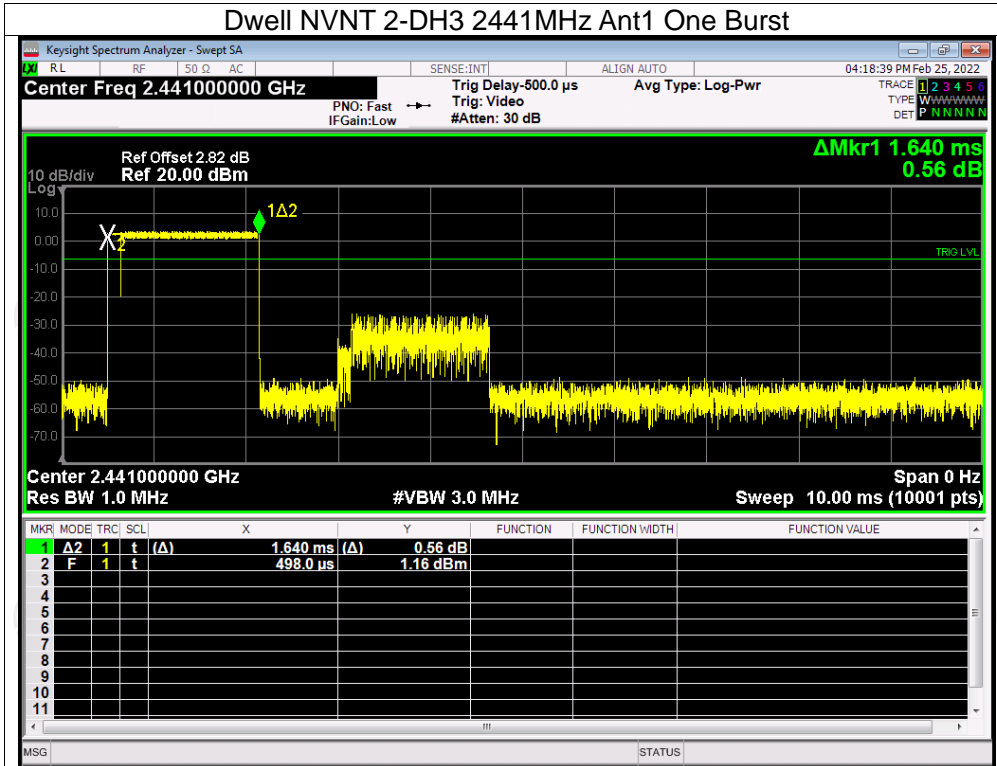 Dwell NVNT 2-DH3 2441MHz Ant1 One Burst
Keysight Spectrum Analyzer - Swept SA
LXI RL RF 50 Ω AC SENSE:INT ALIGN AUTO 04:18:39 PM Feb 25, 2022
Center Freq 2.441000000 GHz
PNO: Fast
IFGain:Low
Trig Delay-500.0 µs
Trig: Video
#Atten: 30 dB
Avg Type: Log-Pwr
TRACE 1 2 3 4 5 6
TYPE WWWWWW
DET P N N N N N
ΔMkr1 1.640 ms
0.56 dB
Ref Offset 2.82 dB
10 dB/div Ref 20.00 dBm
Log
10.0
0.00
-10.0
-20.0
-30.0
-40.0
-50.0
-60.0
-70.0
1Δ2
X2
TRIG LVL
Center 2.441000000 GHz Span 0 Hz
Res BW 1.0 MHz #VBW 3.0 MHz Sweep 10.00 ms (10001 pts)
MKR MODE TRC SCL X Y FUNCTION FUNCTION WIDTH FUNCTION VALUE
1 Δ2 1 t (Δ) 1.640 ms (Δ) 0.56 dB
2 F 1 t 498.0 µs 1.16 dBm
3
4
5
6
7
8
9
10
11
MSG STATUS